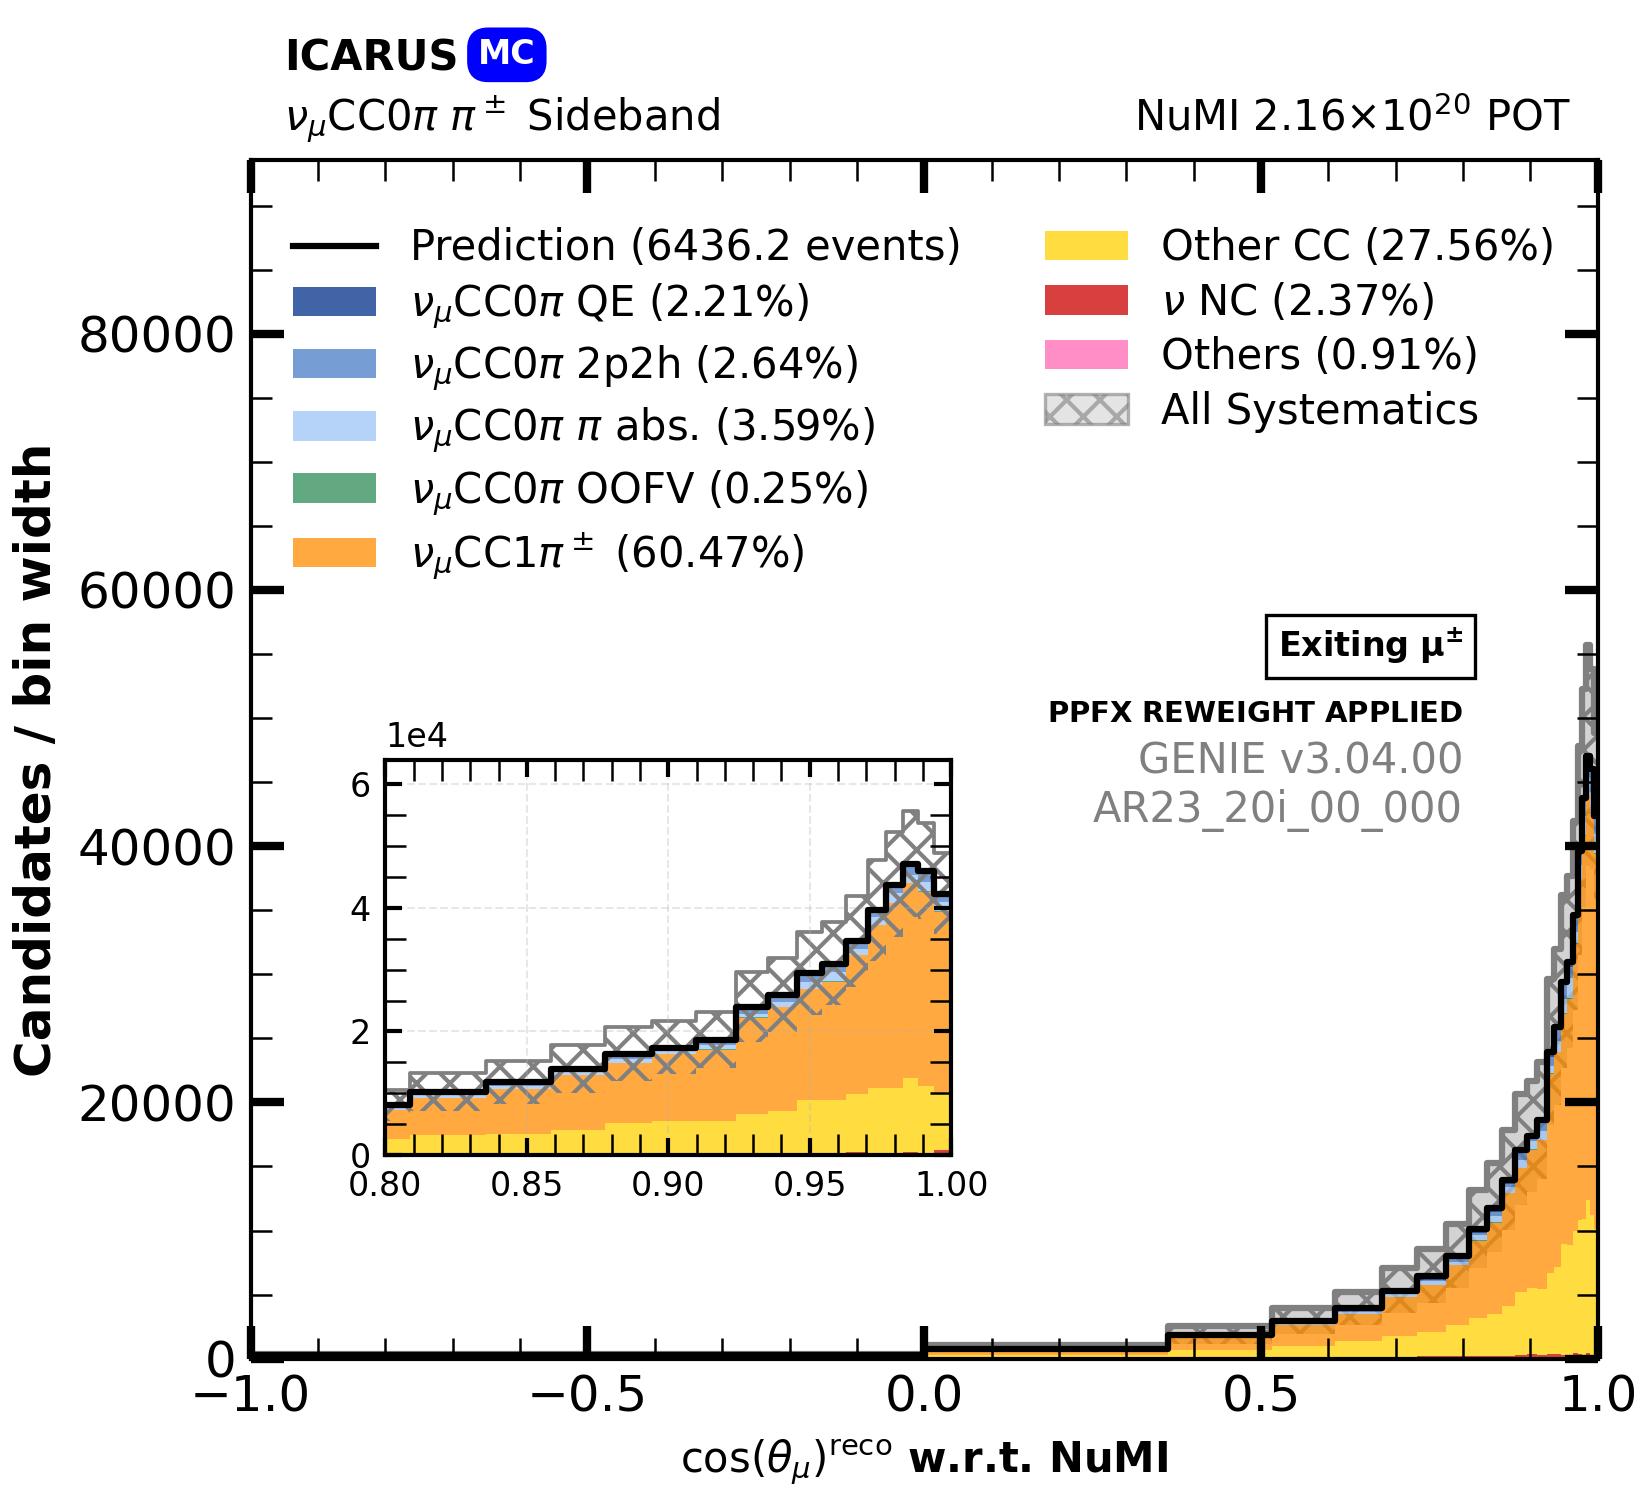 ICARUS MC
νμCC0π π± Sideband
NuMI 2.16×10²⁰ POT
Prediction (6436.2 events)
νμCC0π QE (2.21%)
νμCC0π 2p2h (2.64%)
νμCC0π π abs. (3.59%)
νμCC0π OOFV (0.25%)
νμCC1π± (60.47%)
Other CC (27.56%)
ν NC (2.37%)
Others (0.91%)
All Systematics
Exiting μ±
PPFX REWEIGHT APPLIED
GENIE v3.04.00
AR23_20i_00_000
Candidates / bin width
80000
60000
40000
20000
0
1e4
6
4
2
0
0.80 0.85 0.90 0.95 1.00
−1.0 −0.5 0.0 0.5 1.0
cos(θμ)ʳᵉᶜᵒ w.r.t. NuMI